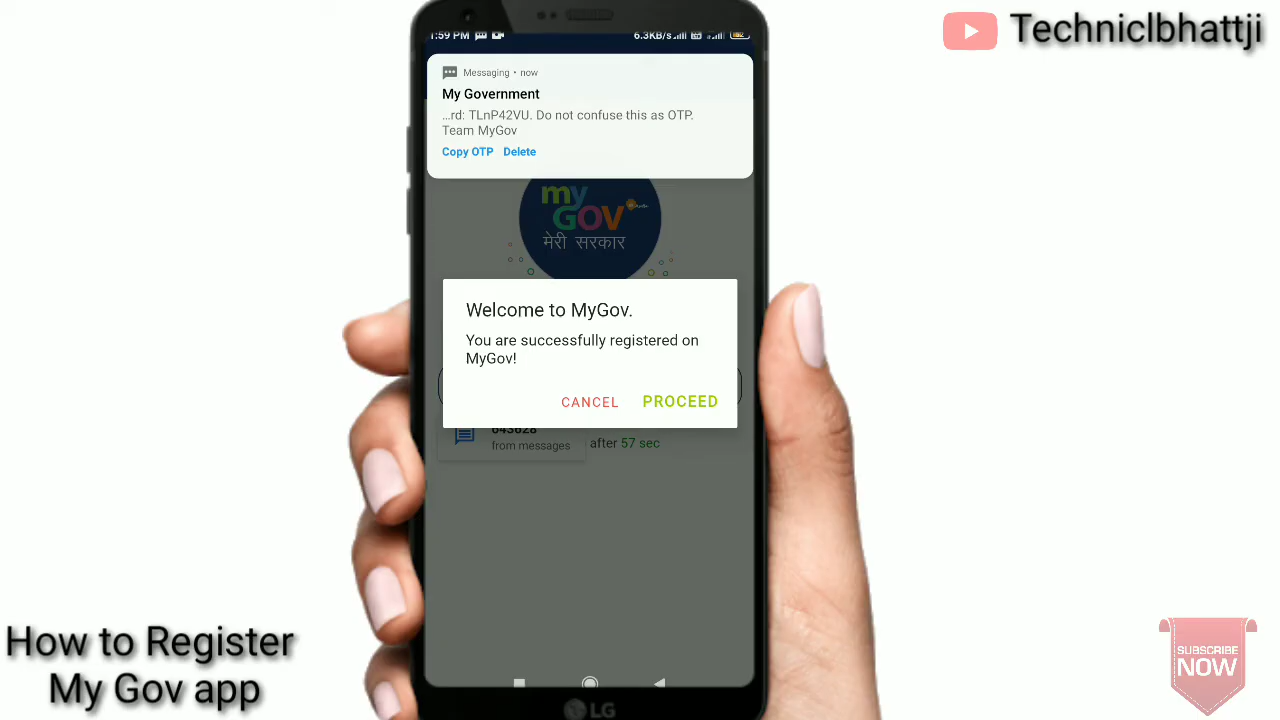 Techniclbhattji
1:59 PM
6.3KB/s
Messaging • now
My Government
...rd: TLnP42VU. Do not confuse this as OTP.
Team MyGov
Copy OTP Delete
my
GOV
मेरी सरकार
Welcome to MyGov.
You are successfully registered on
MyGov!
CANCEL PROCEED
643628
from messages
after 57 sec
How to Register
My Gov app
SUBSCRIBE
NOW
LG